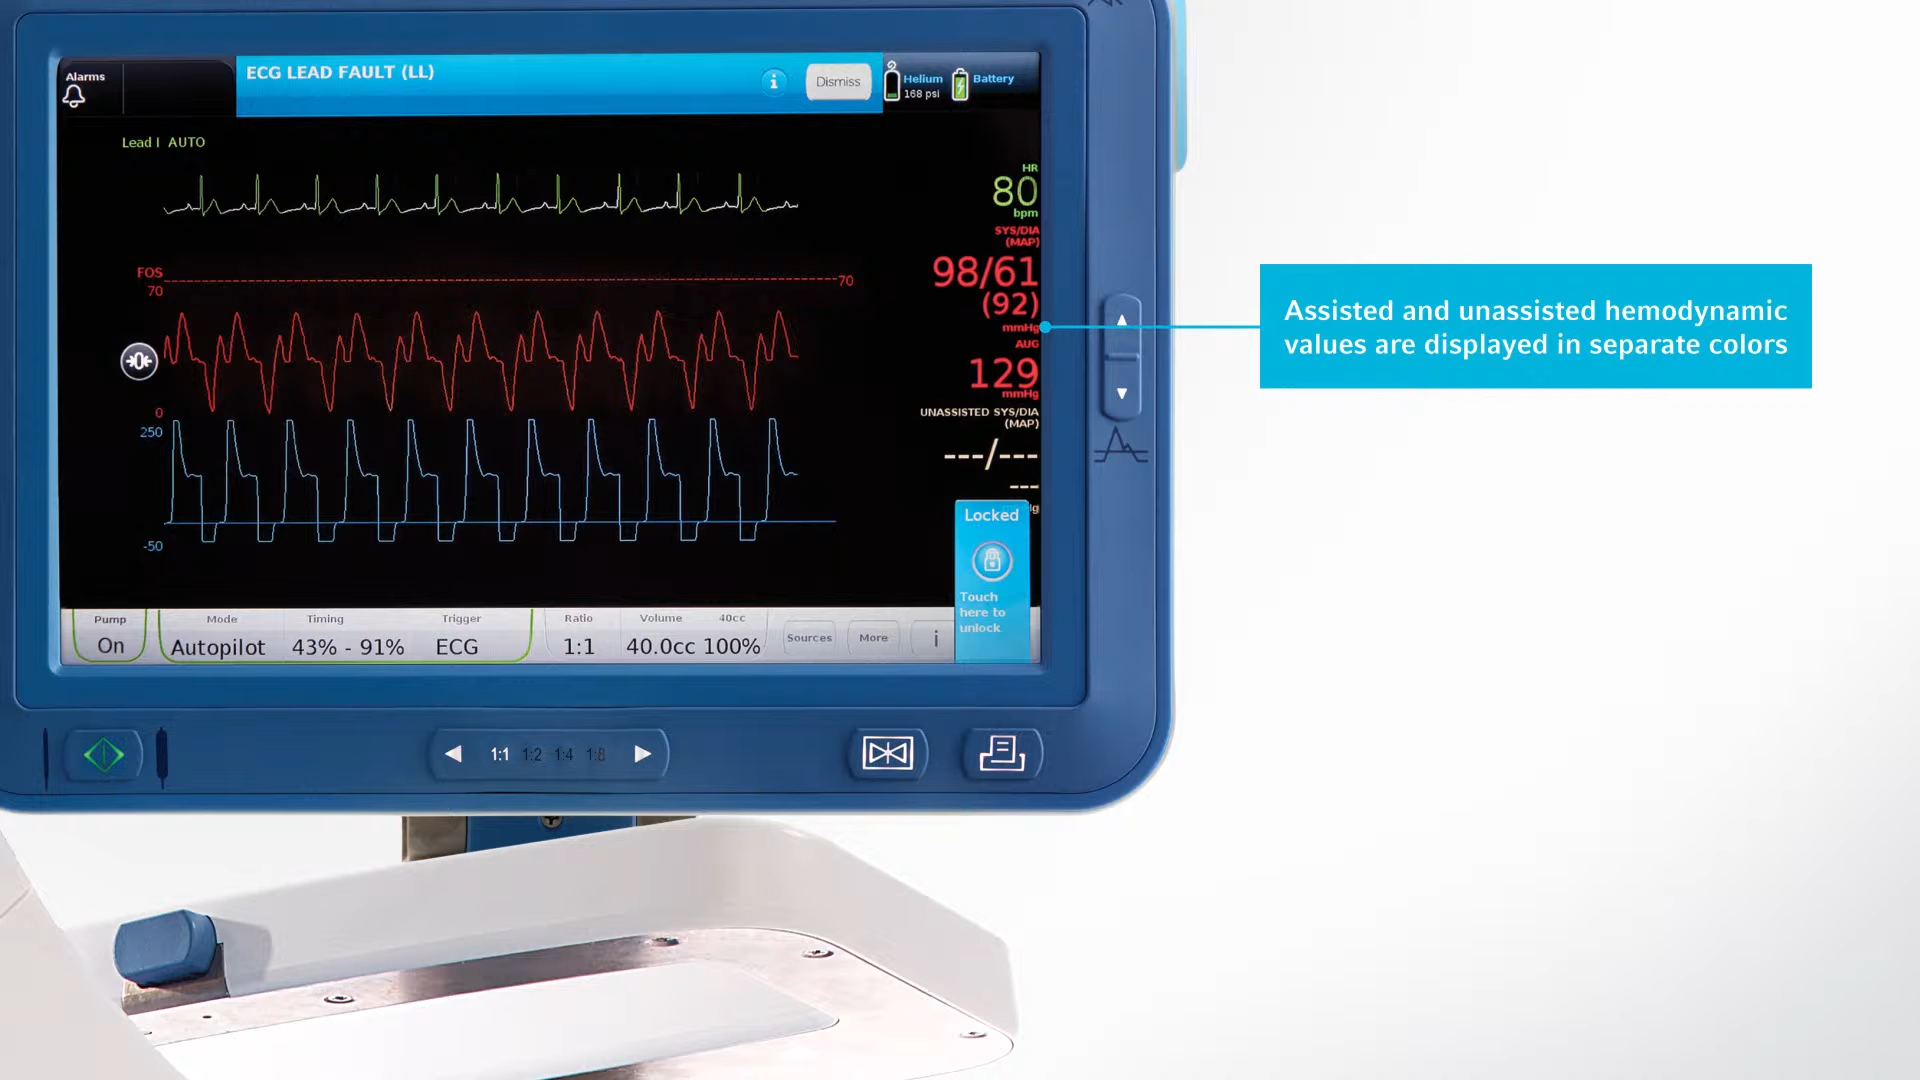 Alarms
ECG LEAD FAULT (LL)
i
Dismiss
Helium
168 psi
Battery
Lead I AUTO
HR
80
bpm
SYS/DIA
(MAP)
98/61
(92)
mmHg
AUG
129
mmHg
UNASSISTED SYS/DIA
(MAP)
---/---
---
FOS
70
70
0
0
250
-50
Assisted and unassisted hemodynamic
values are displayed in separate colors
Locked
Touch
here to
unlock
Pump
On
Mode
Autopilot
Timing
43% - 91%
Trigger
ECG
Ratio
1:1
Volume
40.0cc
40cc
100%
Sources
More
i
1:1 1:2 1:4 1:8